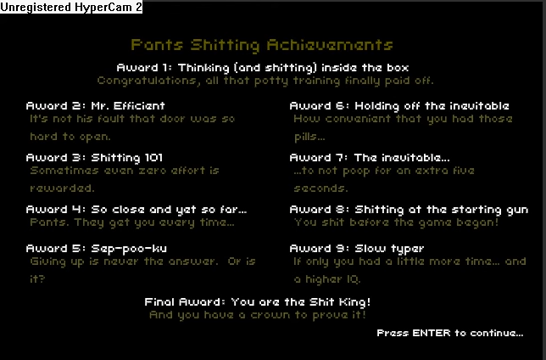 Unregistered HyperCam 2
Pants Shitting Achievements
Award 1: Thinking (and shitting) inside the box
Congratulations, all that potty training finally paid off.
Award 2: Mr. Efficient
It's not his fault that door was so
hard to open.
Award 3: Shitting 101
Sometimes even zero effort is
rewarded.
Award 4: So close and yet so far...
Pants. They get you every time...
Award 5: Sep-poo-ku
Giving up is never the answer. Or is
it?
Award 6: Holding off the inevitable
How convenient that you had those
pills...
Award 7: The inevitable...
...to not poop for an extra five
seconds.
Award 8: Shitting at the starting gun
You shit before the game began!
Award 9: Slow typer
If only you had a little more time... and
a higher IQ.
Final Award: You are the Shit King!
And you have a crown to prove it!
Press ENTER to continue...